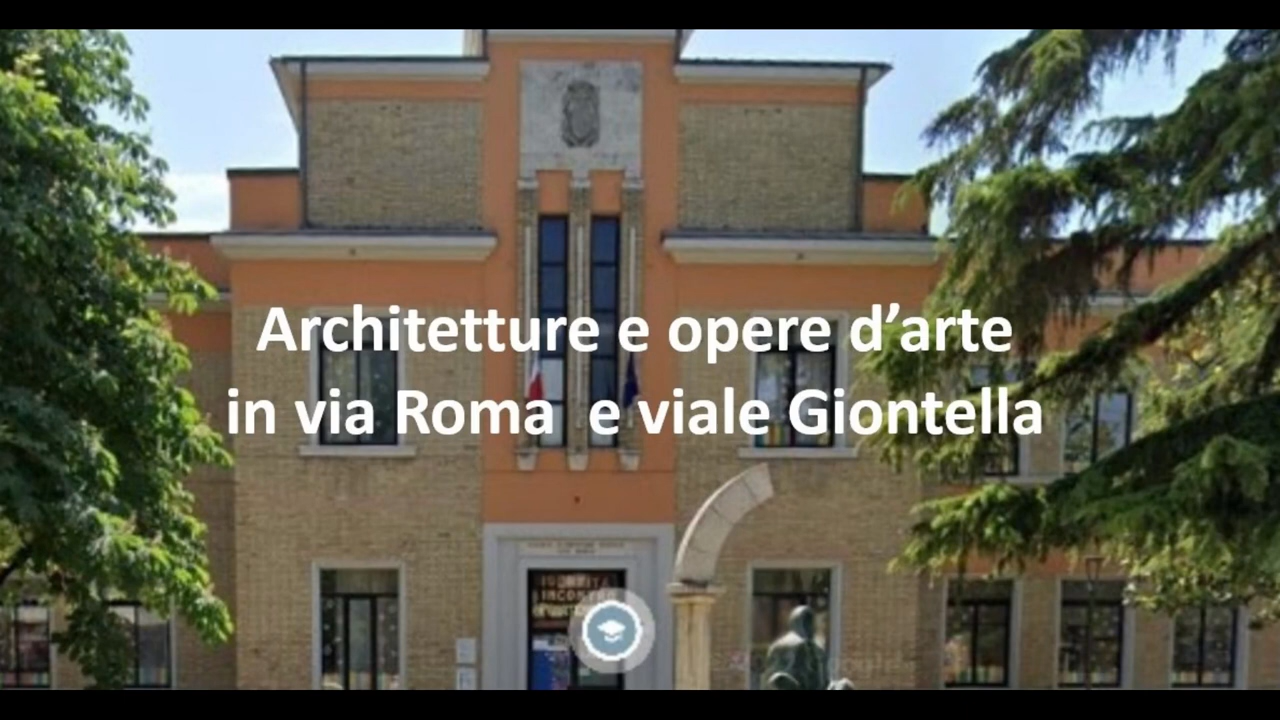 Architetture e opere d’arte
in via Roma e viale Giontella